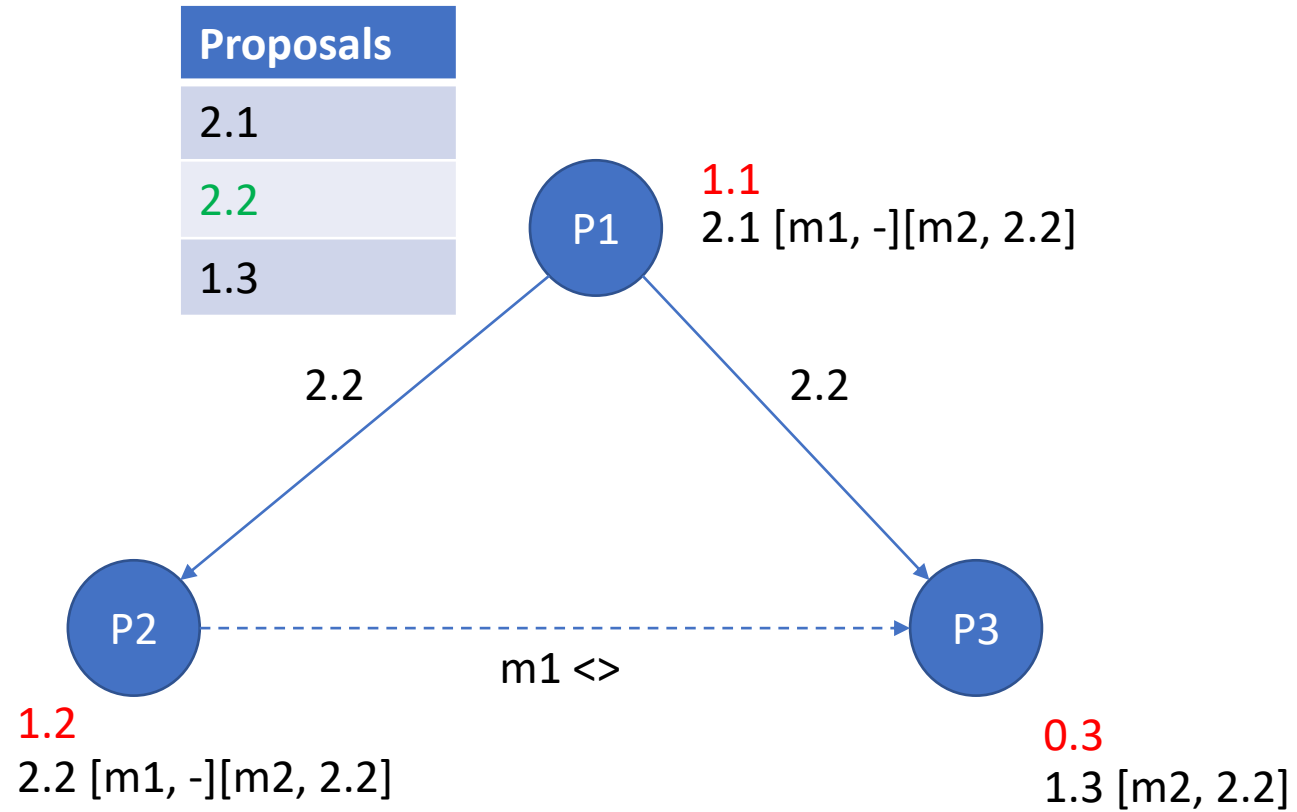 Proposals
2.1
2.2
1.3
P1
1.1
2.1 [m1, -][m2, 2.2]
2.2
2.2
P2
m1 <>
P3
1.2
2.2 [m1, -][m2, 2.2]
0.3
1.3 [m2, 2.2]